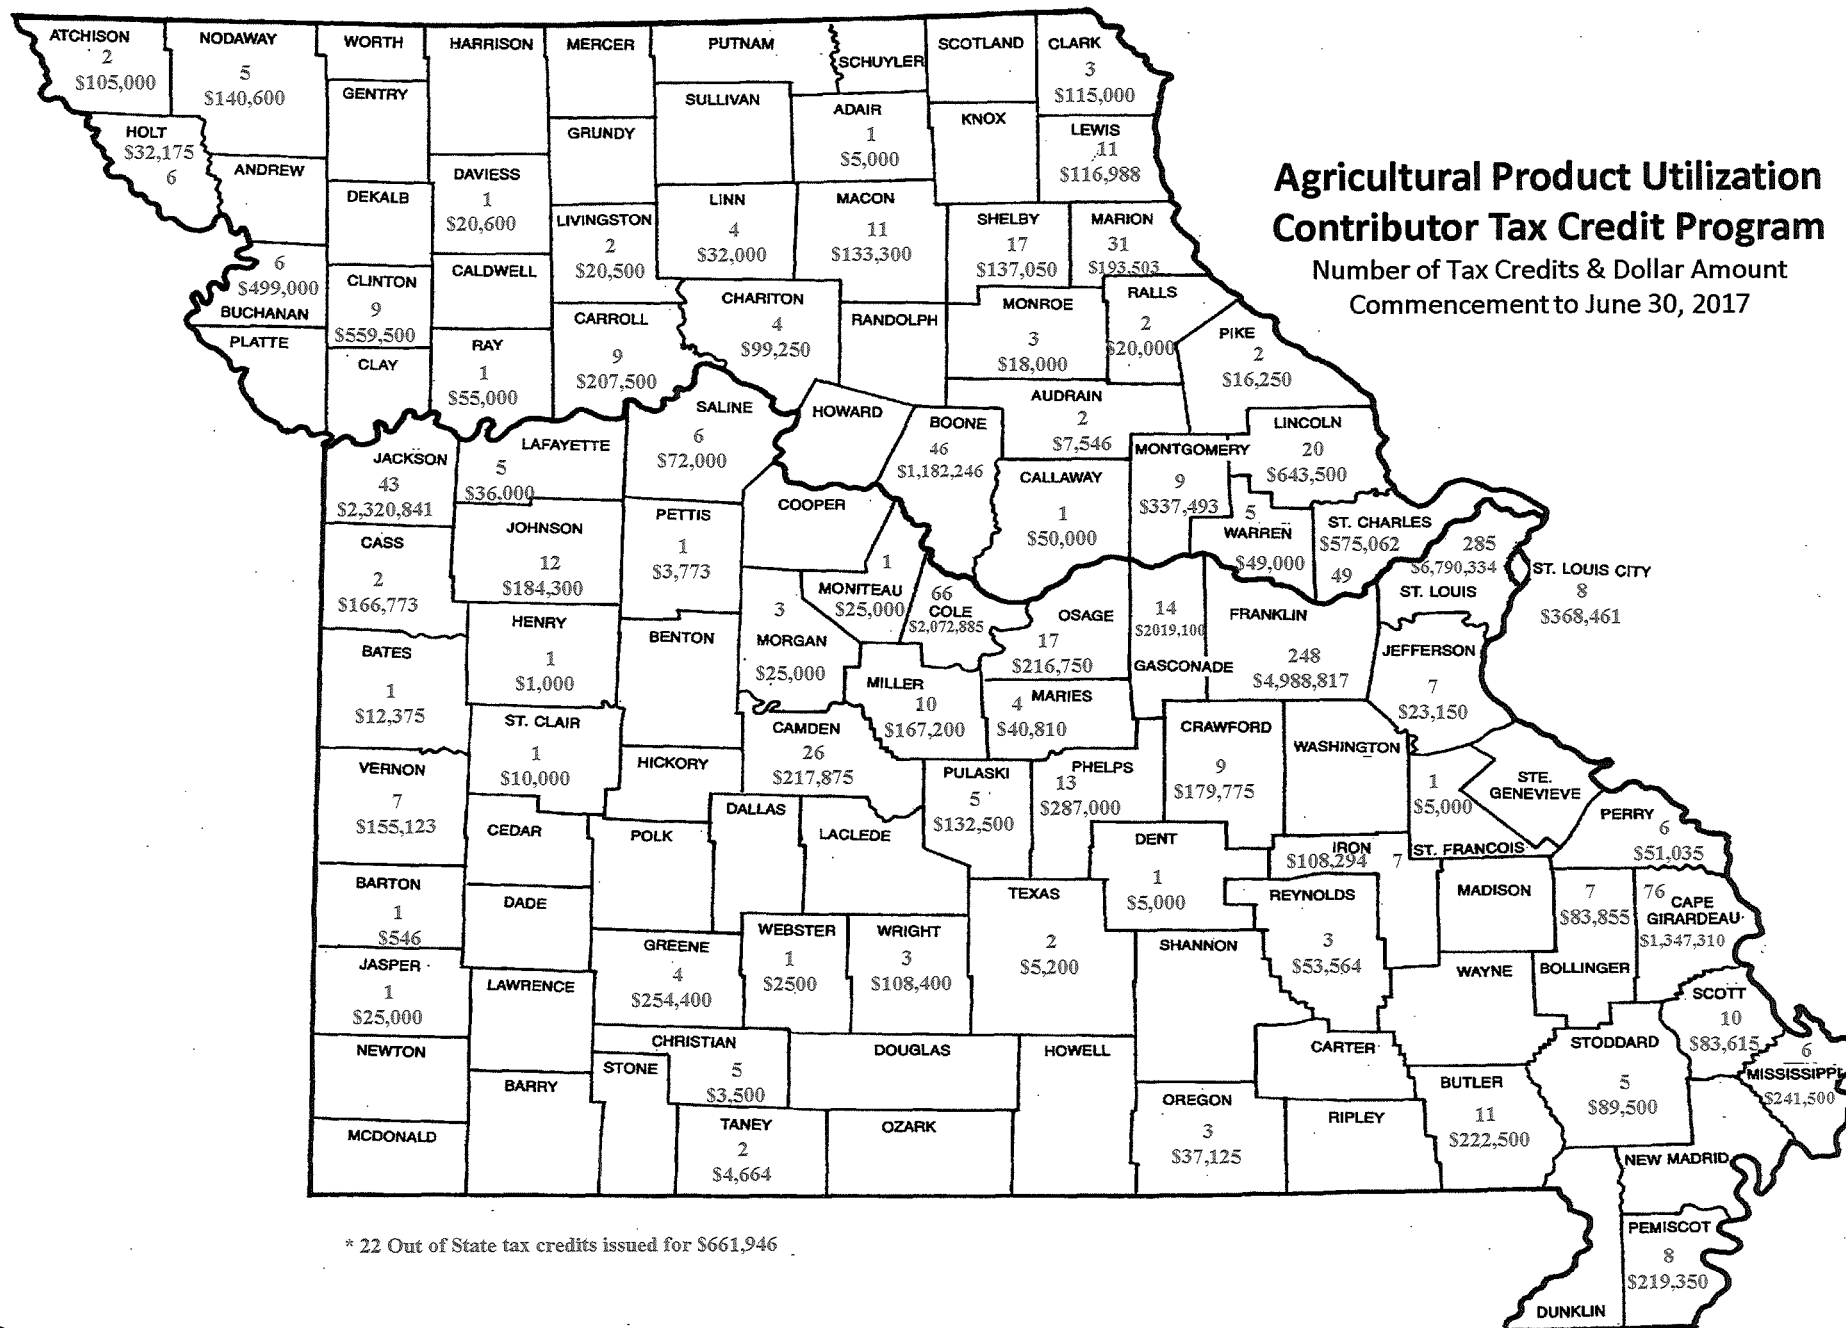 Agricultural Product Utilization
Contributor Tax Credit Program
Number of Tax Credits & Dollar Amount
Commencement to June 30, 2017
ATCHISON
2
$105,000
NODAWAY
5
$140,600
WORTH
HARRISON
MERCER
PUTNAM
SCHUYLER
SCOTLAND
CLARK
3
$115,000
GENTRY
SULLIVAN
ADAIR
1
$5,000
KNOX
LEWIS
11
$116,988
HOLT
$32,175
6
ANDREW
GRUNDY
DAVIESS
1
$20,600
DEKALB
LIVINGSTON
2
$20,500
LINN
4
$32,000
MACON
11
$133,300
SHELBY
17
$137,050
MARION
31
$193,503
6
$499,000
BUCHANAN
CLINTON
9
$559,500
CALDWELL
CHARITON
4
$99,250
RANDOLPH
MONROE
3
$18,000
RALLS
2
$20,000
PIKE
2
$16,250
PLATTE
CLAY
RAY
1
$55,000
CARROLL
9
$207,500
SALINE
6
$72,000
HOWARD
BOONE
46
$1,182,246
AUDRAIN
2
$7,546
MONTGOMERY
9
$337,493
LINCOLN
20
$643,500
JACKSON
43
$2,320,841
LAFAYETTE
5
$36,000
COOPER
CALLAWAY
1
$50,000
5
WARREN
$49,000
ST. CHARLES
$575,062
49
285
$6,790,334
ST. LOUIS
ST. LOUIS CITY
8
$368,461
CASS
2
$166,773
JOHNSON
12
$184,300
PETTIS
1
$3,773
1
MONITEAU
$25,000
66
COLE
$2,072,885
OSAGE
17
$216,750
14
$2019,100
GASCONADE
FRANKLIN
248
$4,988,817
JEFFERSON
7
$23,150
BATES
1
$12,375
HENRY
1
$1,000
BENTON
3
MORGAN
$25,000
MILLER
10
$167,200
4
MARIES
$40,810
ST. CLAIR
1
$10,000
CAMDEN
26
$217,875
CRAWFORD
9
$179,775
WASHINGTON
1
$5,000
ST. FRANCOIS
STE.
GENEVIEVE
VERNON
7
$155,123
HICKORY
PULASKI
5
$132,500
PHELPS
13
$287,000
PERRY
6
$51,035
CEDAR
POLK
DALLAS
LACLEDE
DENT
1
$5,000
IRON
$108,294
7
BARTON
1
$546
DADE
TEXAS
2
$5,200
REYNOLDS
3
$53,564
MADISON
7
$83,855
BOLLINGER
76
CAPE
GIRARDEAU
$1,347,310
JASPER
1
$25,000
LAWRENCE
GREENE
4
$254,400
WEBSTER
1
$2500
WRIGHT
3
$108,400
SHANNON
WAYNE
SCOTT
10
$83,615
NEWTON
BARRY
STONE
CHRISTIAN
5
$3,500
DOUGLAS
HOWELL
CARTER
STODDARD
5
$89,500
6
MISSISSIPPI
$241,500
MCDONALD
TANEY
2
$4,664
OZARK
OREGON
3
$37,125
RIPLEY
BUTLER
11
$222,500
NEW MADRID
PEMISCOT
8
$219,350
DUNKLIN
* 22 Out of State tax credits issued for $661,946